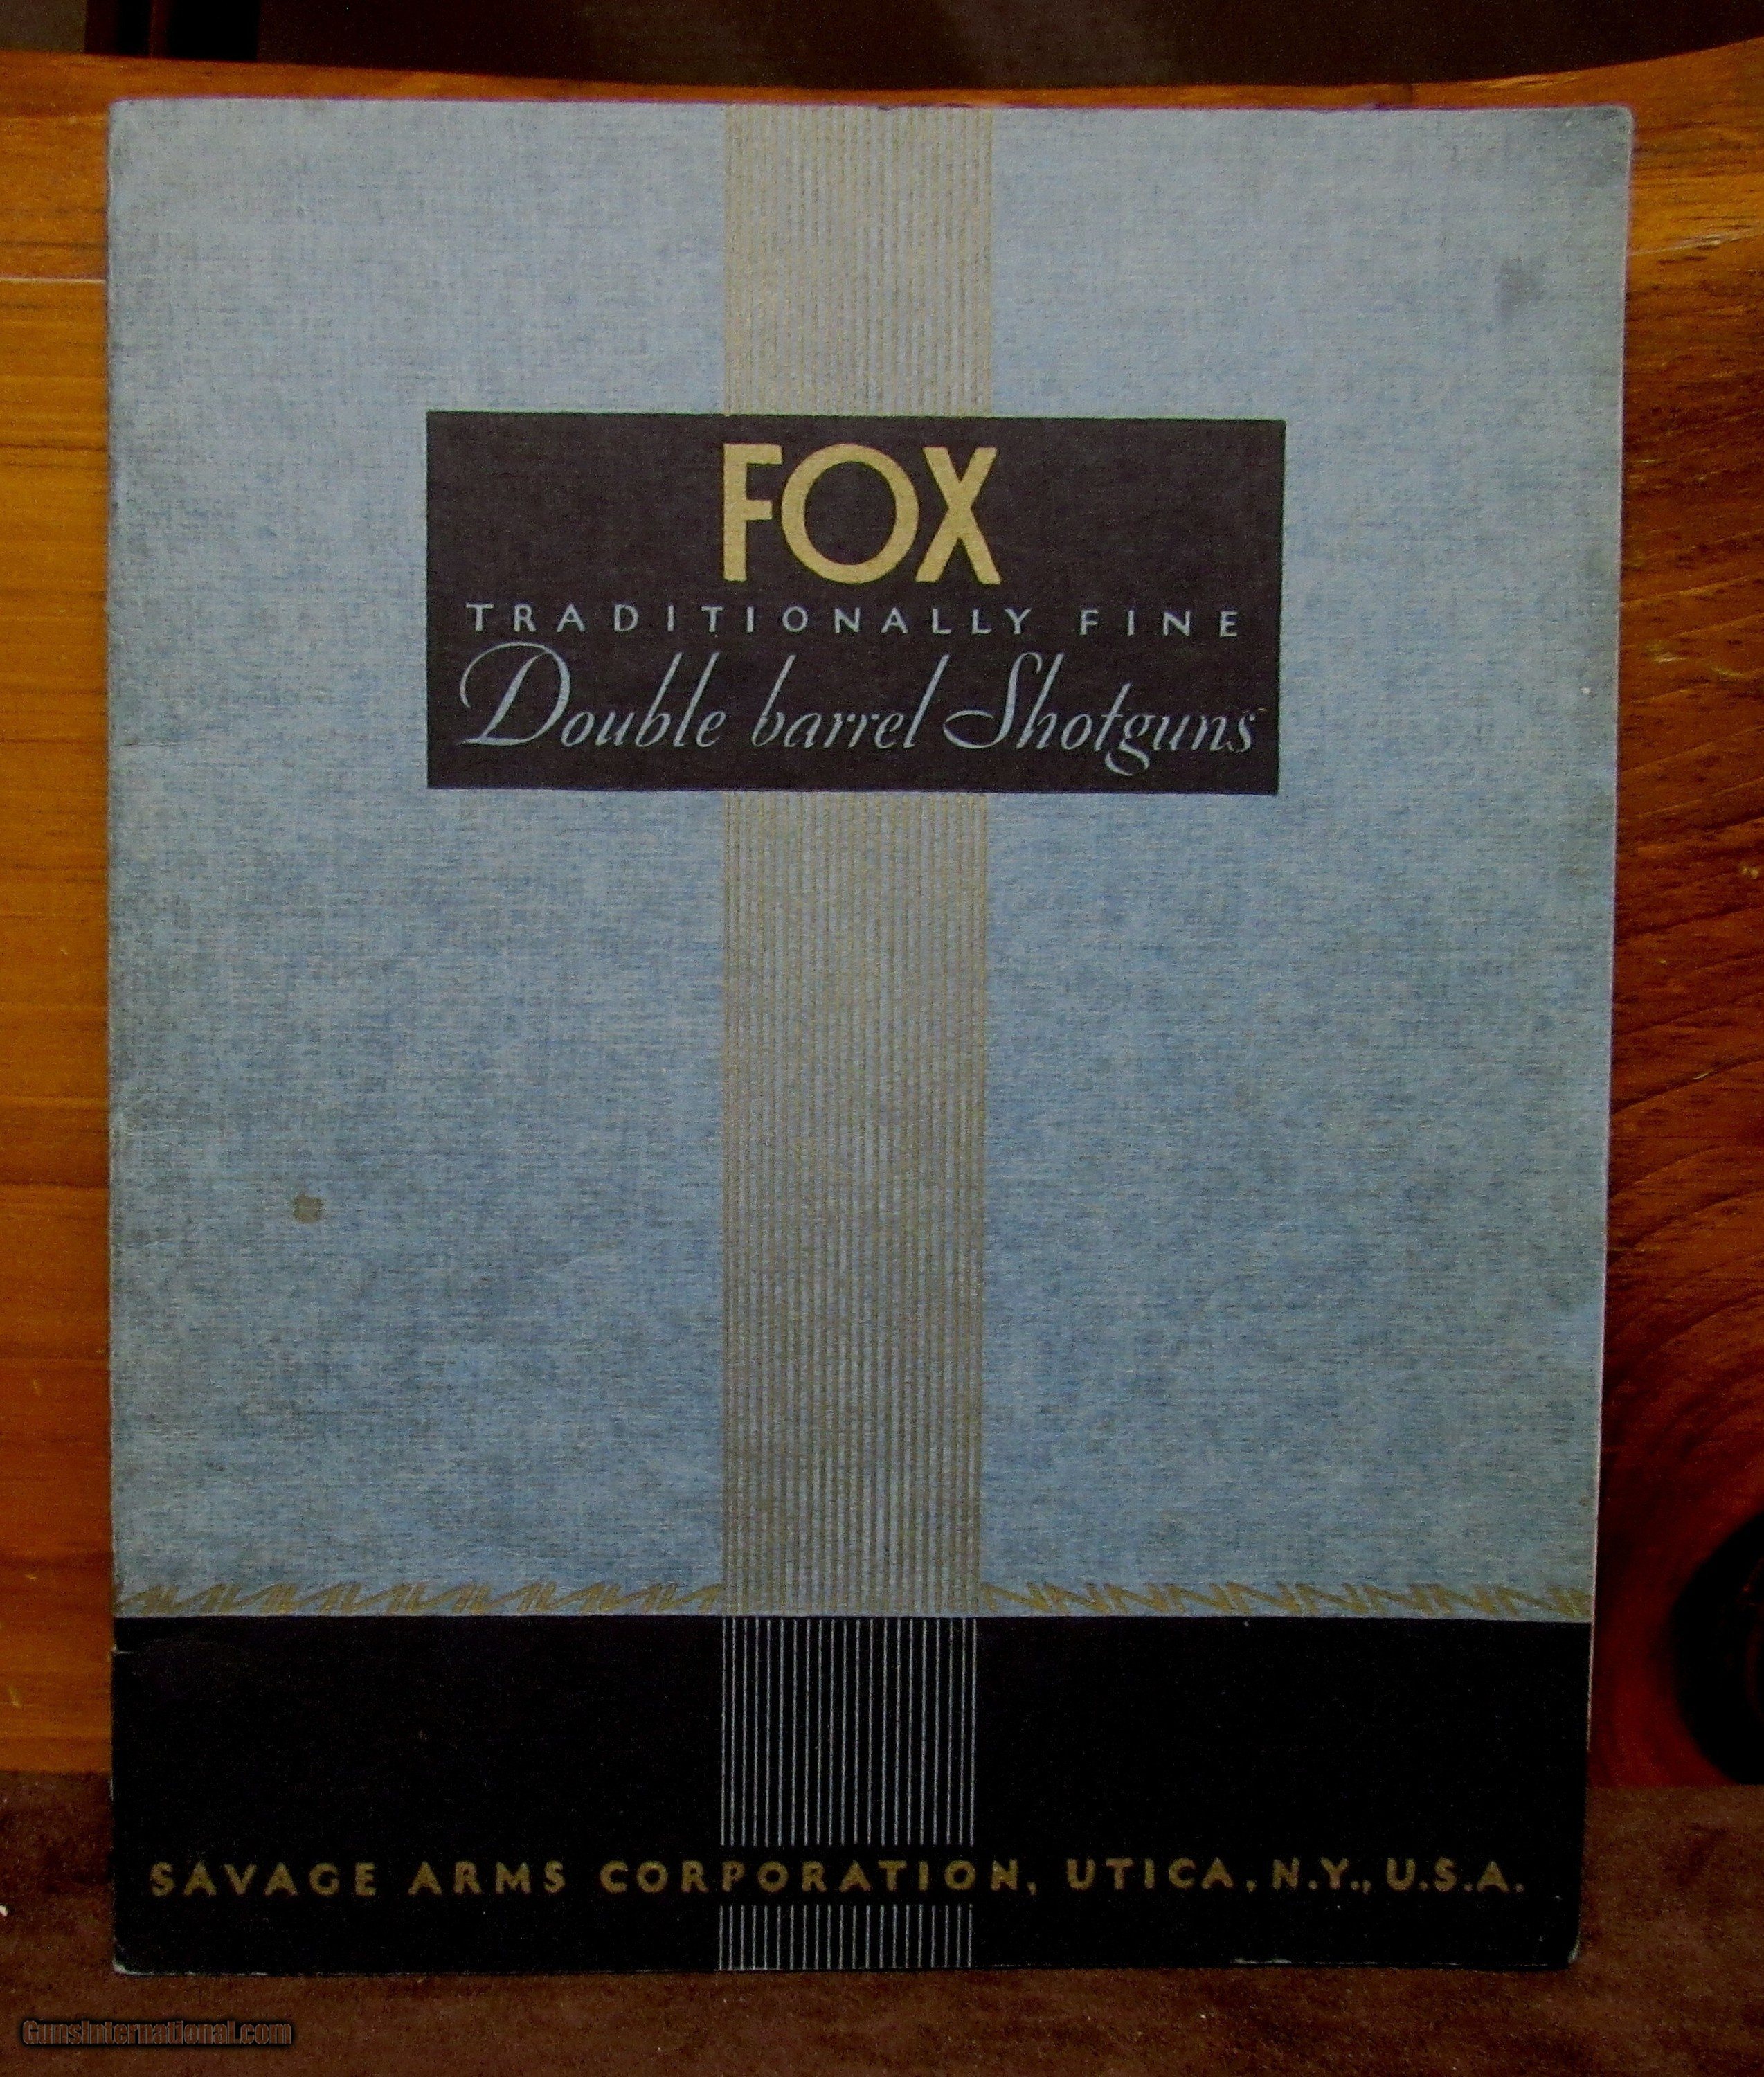 FOX
TRADITIONALLY FINE
Double barrel Shotguns
SAVAGE ARMS CORPORATION, UTICA, N.Y., U.S.A.
GunsInternational.com